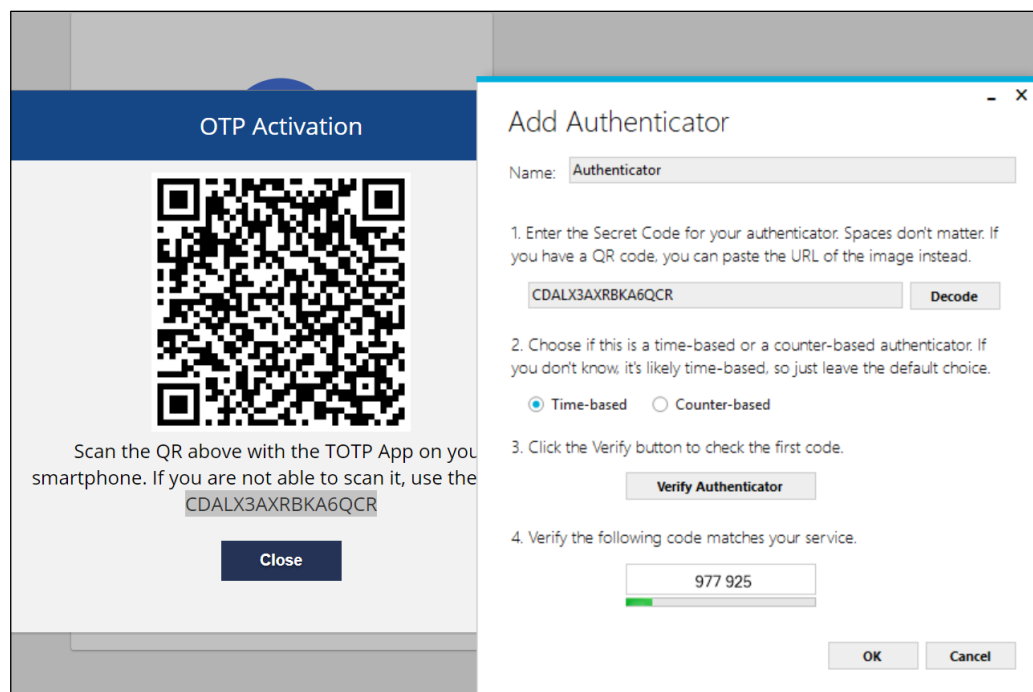 OTP Activation
Scan the QR above with the TOTP App on you
smartphone. If you are not able to scan it, use the
CDALX3AXRBKA6QCR
Close
Add Authenticator
Name: Authenticator
1. Enter the Secret Code for your authenticator. Spaces don't matter. If
you have a QR code, you can paste the URL of the image instead.
CDALX3AXRBKA6QCR Decode
2. Choose if this is a time-based or a counter-based authenticator. If
you don't know, it's likely time-based, so just leave the default choice.
Time-based Counter-based
3. Click the Verify button to check the first code.
Verify Authenticator
4. Verify the following code matches your service.
977 925
OK Cancel